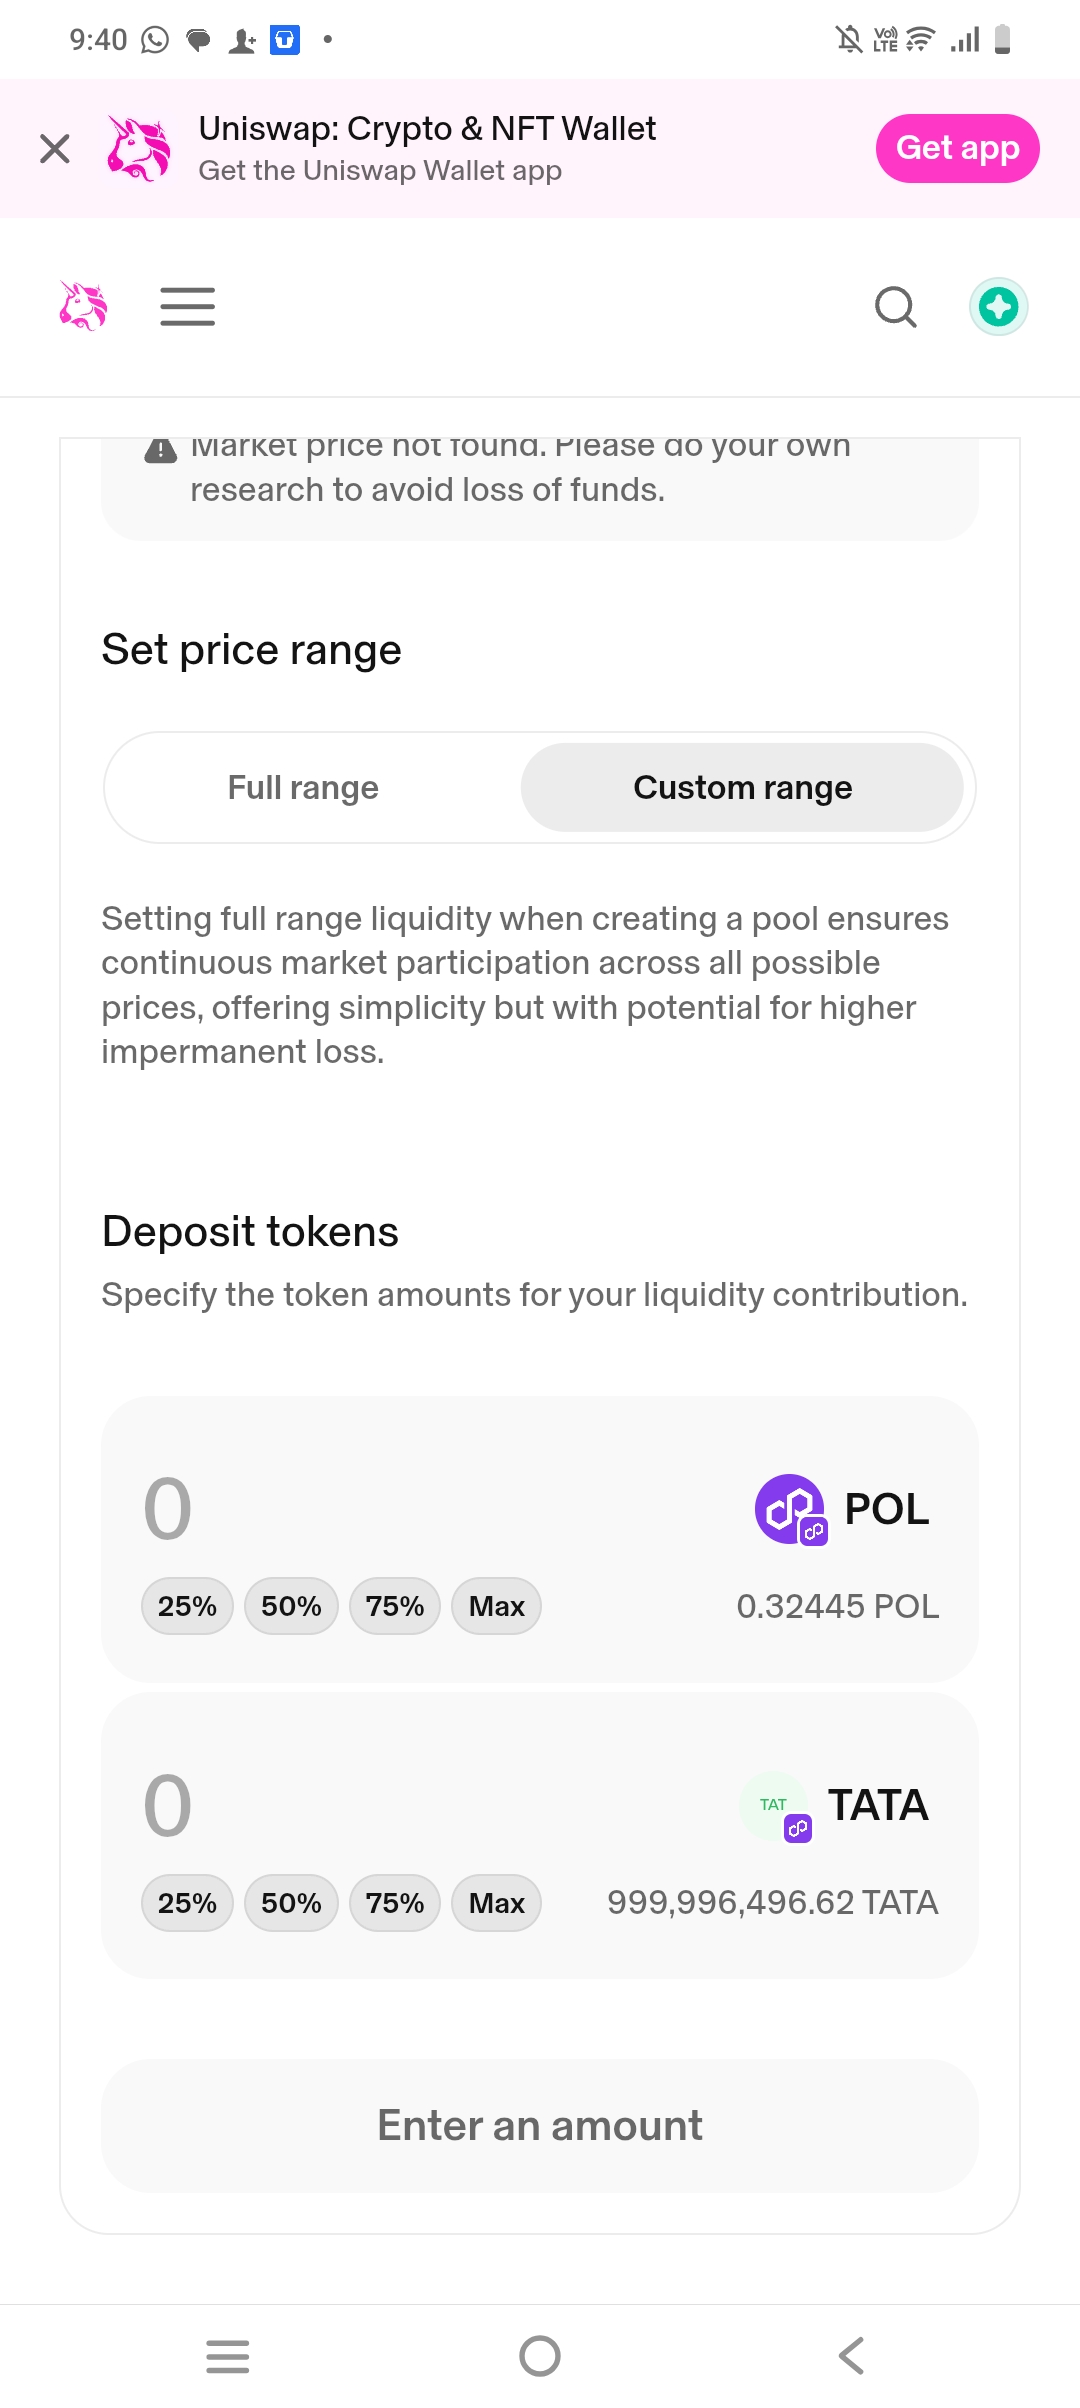 9:40
Vo)) LTE
Uniswap: Crypto & NFT Wallet
Get the Uniswap Wallet app
Get app
Market price not found. Please do your own
research to avoid loss of funds.
Set price range
Full range
Custom range
Setting full range liquidity when creating a pool ensures
continuous market participation across all possible
prices, offering simplicity but with potential for higher
impermanent loss.
Deposit tokens
Specify the token amounts for your liquidity contribution.
0
POL
25% 50% 75% Max
0.32445 POL
0
TAT
TATA
25% 50% 75% Max
999,996,496.62 TATA
Enter an amount